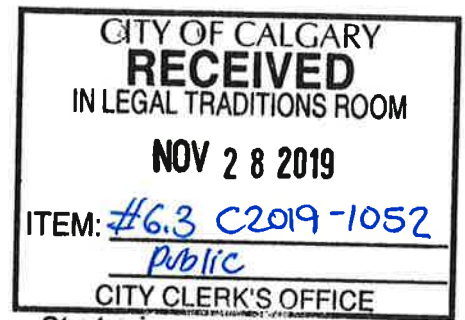 CITY OF CALGARY
RECEIVED
IN LEGAL TRADITIONS ROOM
NOV 28 2019
ITEM: #6.3 C2019-1052
Public
CITY CLERK'S OFFICE